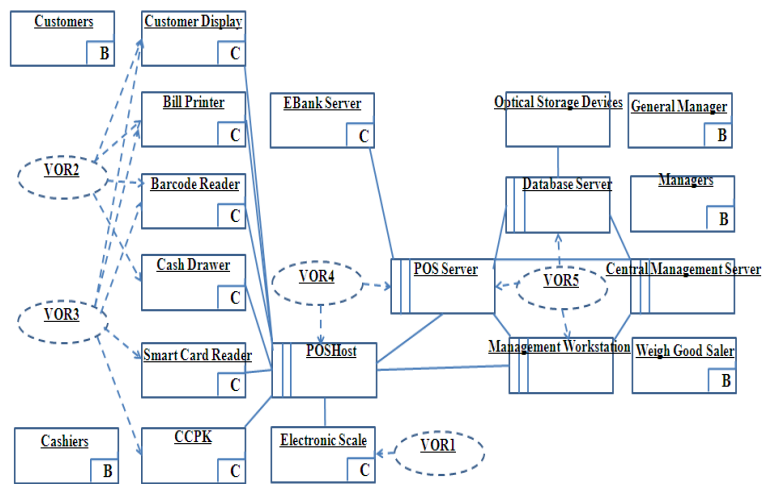 Customers
B
Customer Display
C
Bill Printer
C
EBank Server
C
Optical Storage Devices
General Manager
B
VOR2
Barcode Reader
C
Database Server
Managers
B
Cash Drawer
C
VOR4
POS Server
VOR5
Central Management Server
VOR3
Smart Card Reader
C
POSHost
Management Workstation
Weigh Good Saler
B
Cashiers
B
CCPK
C
Electronic Scale
C
VOR1